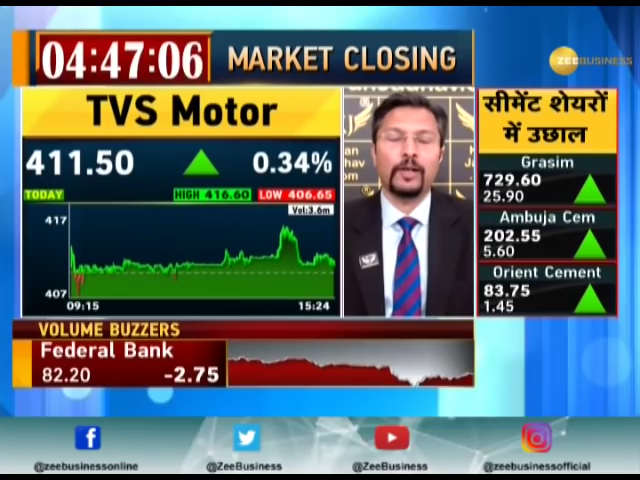 04:47:06 MARKET CLOSING
ZEEBUSINESS
TVS Motor
411.50 0.34%
TODAY HIGH 416.60 LOW 406.65
Vol:3.6m
417
407
09:15 15:24
सीमेंट शेयरों
में उछाल
Grasim
729.60
25.90
Ambuja Cem
202.55
5.60
Orient Cement
83.75
1.45
VOLUME BUZZERS
Federal Bank
82.20 -2.75
@zeebusinessonline @ZeeBusiness @ZeeBusiness @zeebusinessofficial